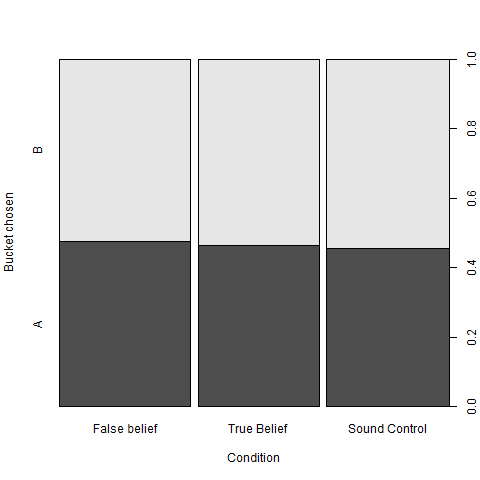 Bucket chosen
B
A
1.0
0.8
0.6
0.4
0.2
0.0
False belief
True Belief
Sound Control
Condition